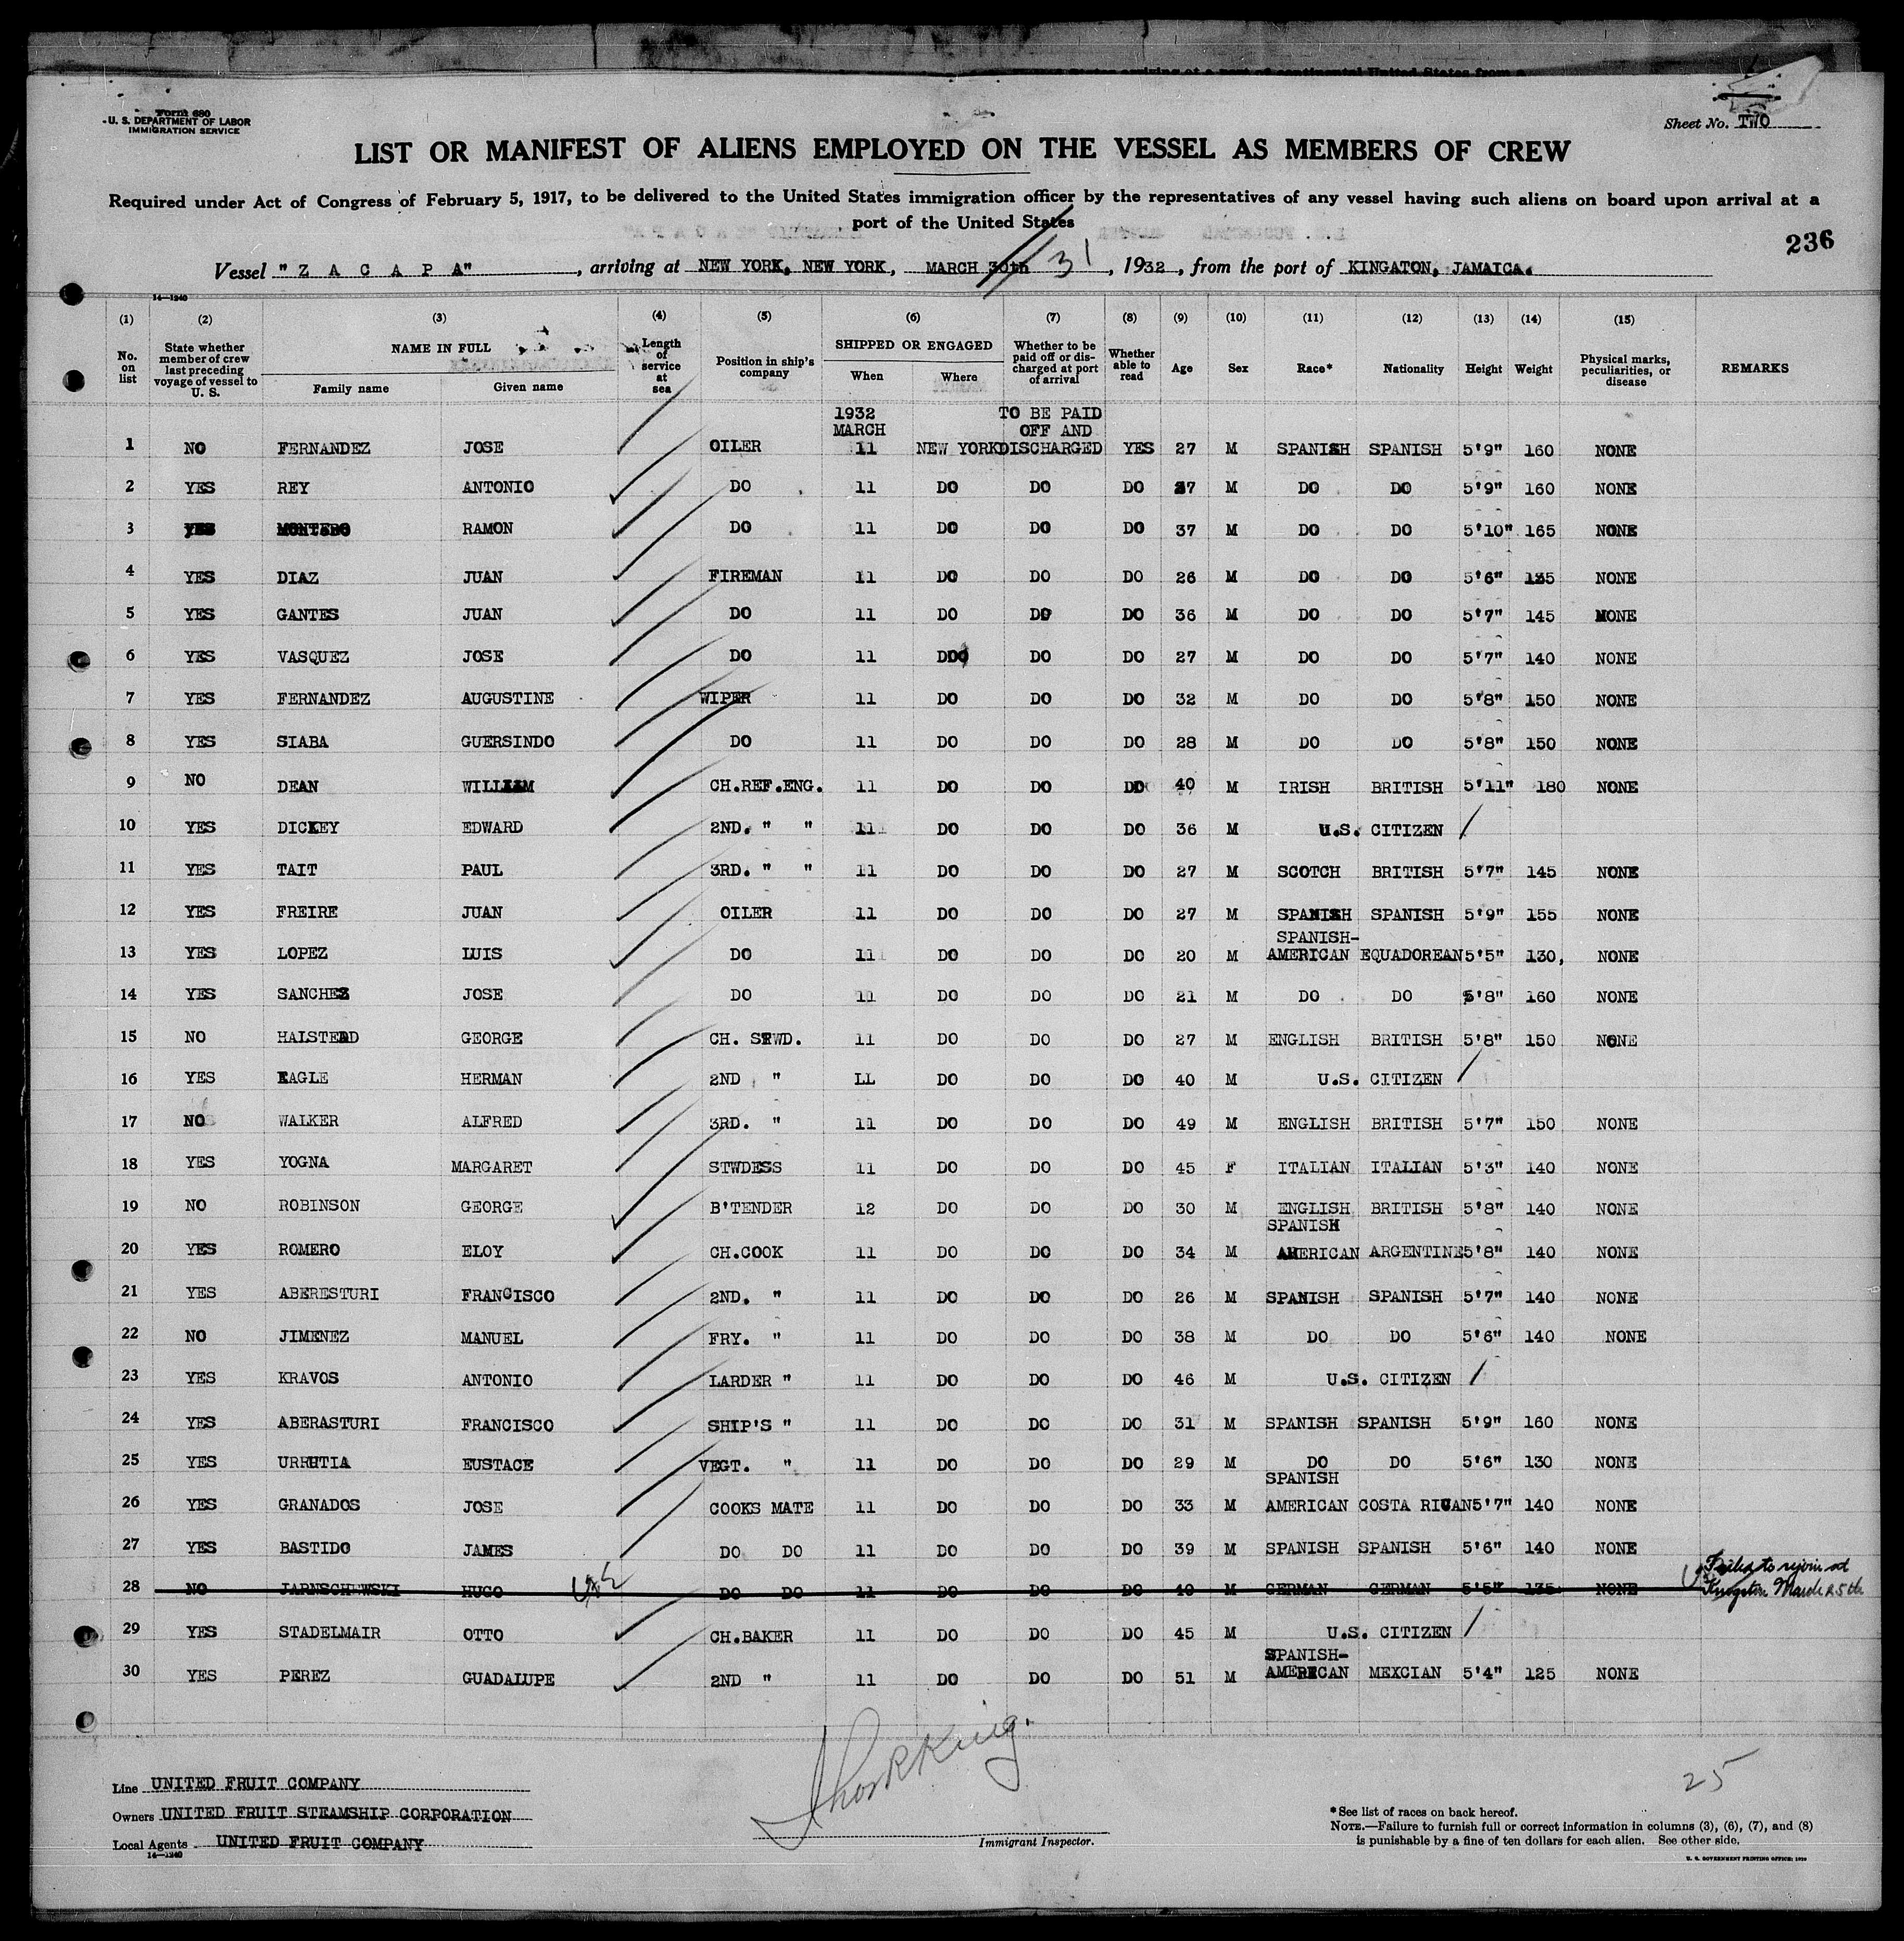 Form 680
U. S. DEPARTMENT OF LABOR
IMMIGRATION SERVICE
Sheet No. TWO
LIST OR MANIFEST OF ALIENS EMPLOYED ON THE VESSEL AS MEMBERS OF CREW
Required under Act of Congress of February 5, 1917, to be delivered to the United States immigration officer by the representatives of any vessel having such aliens on board upon arrival at a
port of the United States
236
Vessel "Z A C A P A", arriving at NEW YORK, NEW YORK, MARCH 30th 31, 1932, from the port of KINGATON, JAMAICA.
14—1240
(1) (2) (3) (4) (5) (6) (7) (8) (9) (10) (11) (12) (13) (14) (15)
No. on list
State whether member of crew last preceding voyage of vessel to U. S.
NAME IN FULL
Family name Given name
Length of service at sea
Position in ship's company
SHIPPED OR ENGAGED
When Where
Whether to be paid off or discharged at port of arrival
Whether able to read
Age Sex Race* Nationality Height Weight
Physical marks, peculiarities, or disease
REMARKS
1932 TO BE PAID
MARCH OFF AND
1 NO FERNANDEZ JOSE OILER 11 NEW YORK DISCHARGED YES 27 M SPANISH SPANISH 5'9" 160 NONE
2 YES REY ANTONIO DO 11 DO DO DO 37 M DO DO 5'9" 160 NONE
3 YES MONTERO RAMON DO 11 DO DO DO 37 M DO DO 5'10" 165 NONE
4 YES DIAZ JUAN FIREMAN 11 DO DO DO 26 M DO DO 5'6" 135 NONE
5 YES GANTES JUAN DO 11 DO DO DO 36 M DO DO 5'7" 145 NONE
6 YES VASQUEZ JOSE DO 11 DO DO DO 27 M DO DO 5'7" 140 NONE
7 YES FERNANDEZ AUGUSTINE WIPER 11 DO DO DO 32 M DO DO 5'8" 150 NONE
8 YES SIABA GUERSINDO DO 11 DO DO DO 28 M DO DO 5'8" 150 NONE
9 NO DEAN WILLIAM CH.REF.ENG. 11 DO DO DO 40 M IRISH BRITISH 5'11" 180 NONE
10 YES DICKEY EDWARD 2ND. " " 11 DO DO DO 36 M U.S. CITIZEN
11 YES TAIT PAUL 3RD. " " 11 DO DO DO 27 M SCOTCH BRITISH 5'7" 145 NONE
12 YES FREIRE JUAN OILER 11 DO DO DO 27 M SPANISH SPANISH 5'9" 155 NONE
SPANISH-
13 YES LOPEZ LUIS DO 11 DO DO DO 20 M AMERICAN EQUADOREAN 5'5" 130, NONE
14 YES SANCHEZ JOSE DO 11 DO DO DO 21 M DO DO 5'8" 160 NONE
15 NO HALSTEAD GEORGE CH. STWD. 11 DO DO DO 27 M ENGLISH BRITISH 5'8" 150 NONE
16 YES EAGLE HERMAN 2ND " LL DO DO DO 40 M U.S. CITIZEN
17 NO WALKER ALFRED 3RD. " 11 DO DO DO 49 M ENGLISH BRITISH 5'7" 150 NONE
18 YES YOGNA MARGARET STWDESS 11 DO DO DO 45 F ITALIAN ITALIAN 5'3" 140 NONE
19 NO ROBINSON GEORGE B'TENDER 12 DO DO DO 30 M ENGLISH BRITISH 5'8" 140 NONE
SPANISH
20 YES ROMERO ELOY CH.COOK 11 DO DO DO 34 M AMERICAN ARGENTINE 5'8" 140 NONE
21 YES ABERESTURI FRANCISCO 2ND. " 11 DO DO DO 26 M SPANISH SPANISH 5'7" 140 NONE
22 NO JIMENEZ MANUEL FRY. " 11 DO DO DO 38 M DO DO 5'6" 140 NONE
23 YES KRAVOS ANTONIO LARDER " 11 DO DO DO 46 M U.S. CITIZEN
24 YES ABERASTURI FRANCISCO SHIP'S " 11 DO DO DO 31 M SPANISH SPANISH 5'9" 160 NONE
25 YES URRUTIA EUSTACE VEGT. " 11 DO DO DO 29 M DO DO 5'6" 130 NONE
SPANISH
26 YES GRANADOS JOSE COOKS MATE 11 DO DO DO 33 M AMERICAN COSTA RICAN 5'7" 140 NONE
27 YES BASTIDO JAMES DO DO 11 DO DO DO 39 M SPANISH SPANISH 5'6" 140 NONE
28 NO JARNSCHEWSKI HUGO DO DO 11 DO DO DO 40 M GERMAN GERMAN 5'5" 135 NONE Failed to rejoin at
Kingston March 25th
29 YES STADELMAIR OTTO CH.BAKER 11 DO DO DO 45 M U.S. CITIZEN
SPANISH-
30 YES PEREZ GUADALUPE 2ND " 11 DO DO DO 51 M AMERICAN MEXCIAN 5'4" 125 NONE
25
Line UNITED FRUIT COMPANY
Owners UNITED FRUIT STEAMSHIP CORPORATION
Local Agents UNITED FRUIT COMPANY
14—1240
Immigrant Inspector.
*See list of races on back hereof.
NOTE.—Failure to furnish full or correct information in columns (3), (6), (7), and (8)
is punishable by a fine of ten dollars for each alien. See other side.
U. S. GOVERNMENT PRINTING OFFICE: 1929